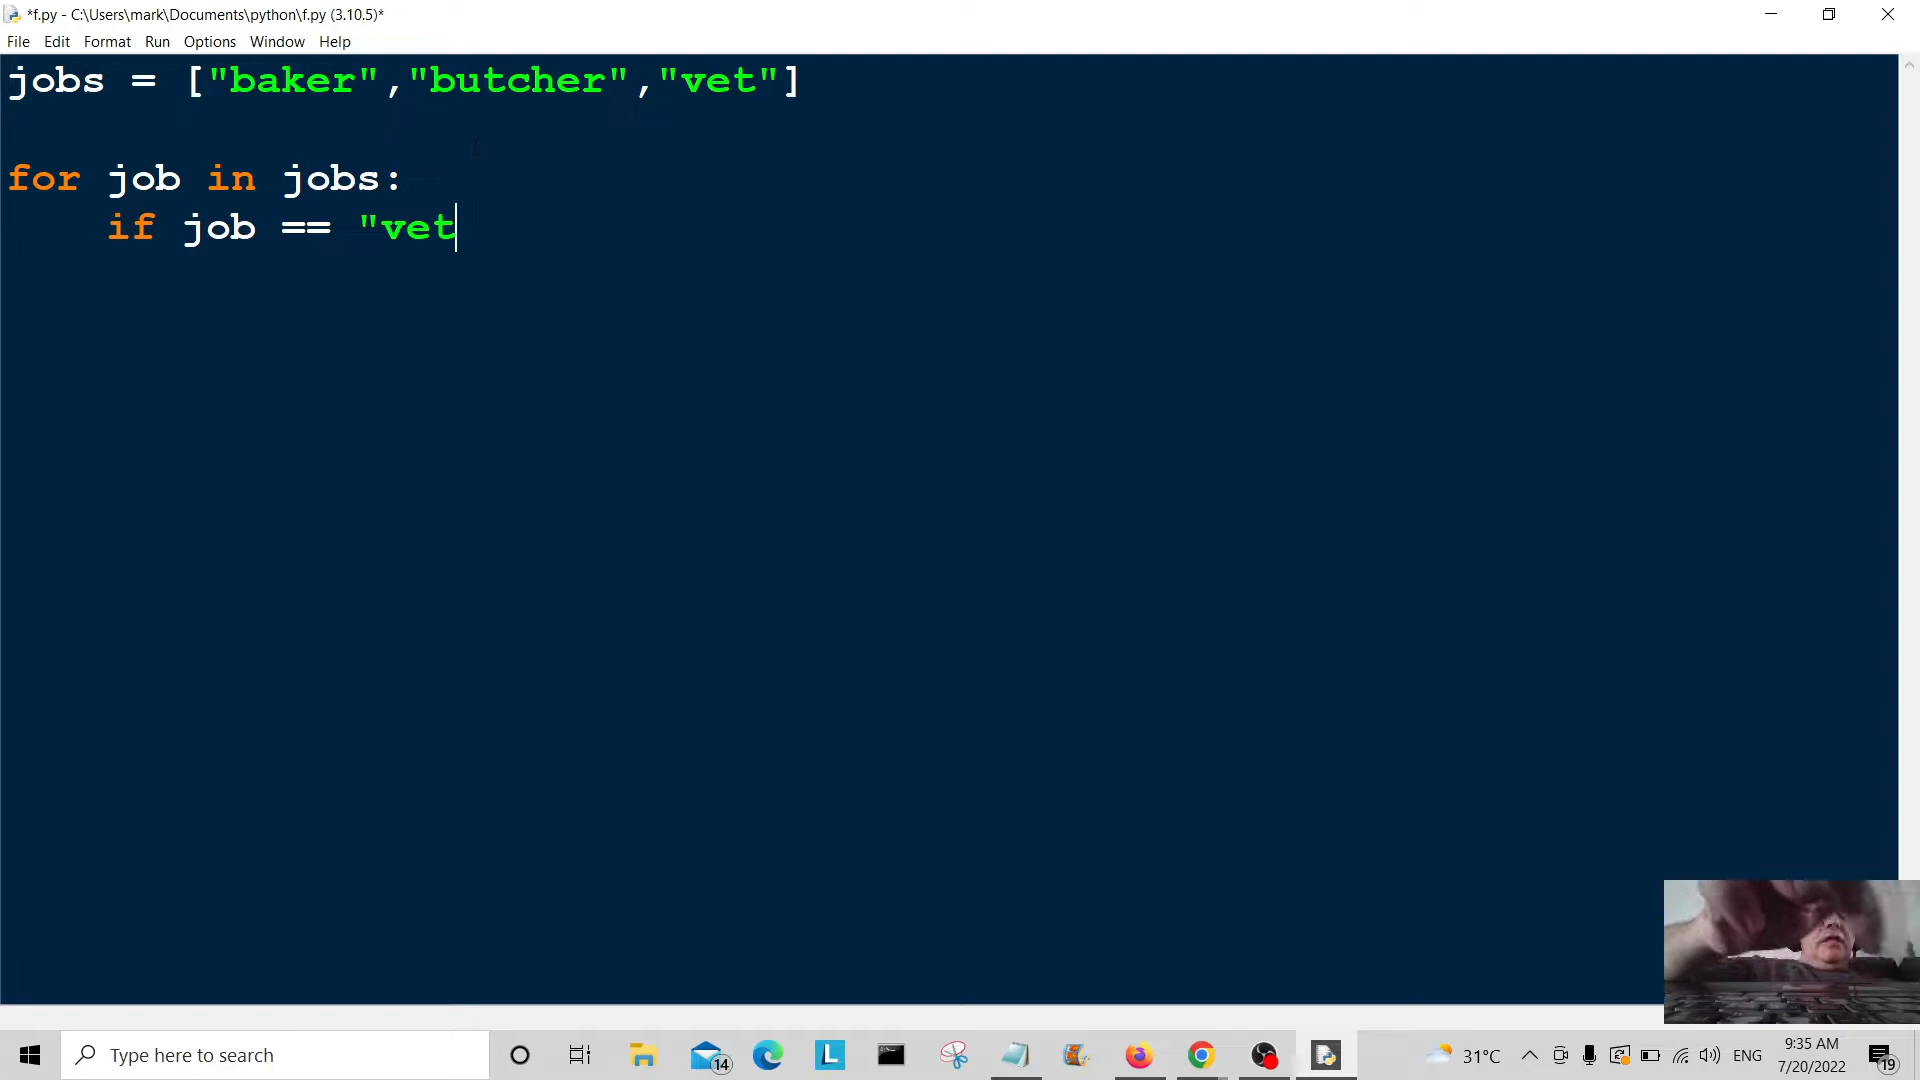 *f.py - C:\Users\mark\Documents\python\f.py (3.10.5)*
File Edit Format Run Options Window Help
jobs = ["baker","butcher","vet"]
for job in jobs:
    if job == "vet
Type here to search
14
L
31°C
ENG
9:35 AM
7/20/2022
19